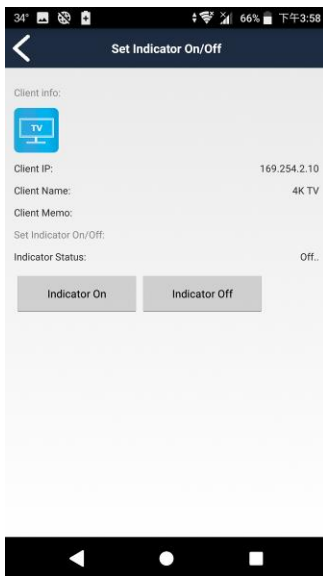 34° 66% 下午3:58
Set Indicator On/Off
Client info:
TV
Client IP: 169.254.2.10
Client Name: 4K TV
Client Memo:
Set Indicator On/Off:
Indicator Status: Off..
Indicator On Indicator Off